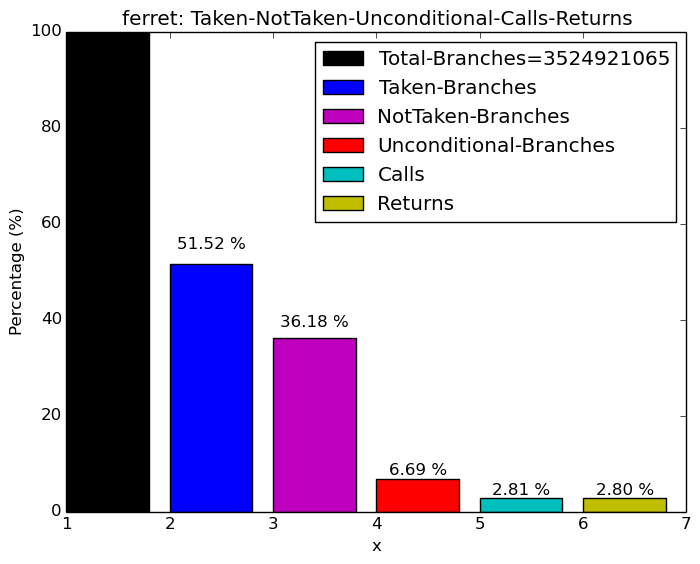 ferret: Taken-NotTaken-Unconditional-Calls-Returns
Total-Branches=3524921065
Taken-Branches
NotTaken-Branches
Unconditional-Branches
Calls
Returns
Percentage (%)
100
80
60
40
20
0
51.52 %
36.18 %
6.69 %
2.81 %
2.80 %
1 2 3 4 5 6 7
x